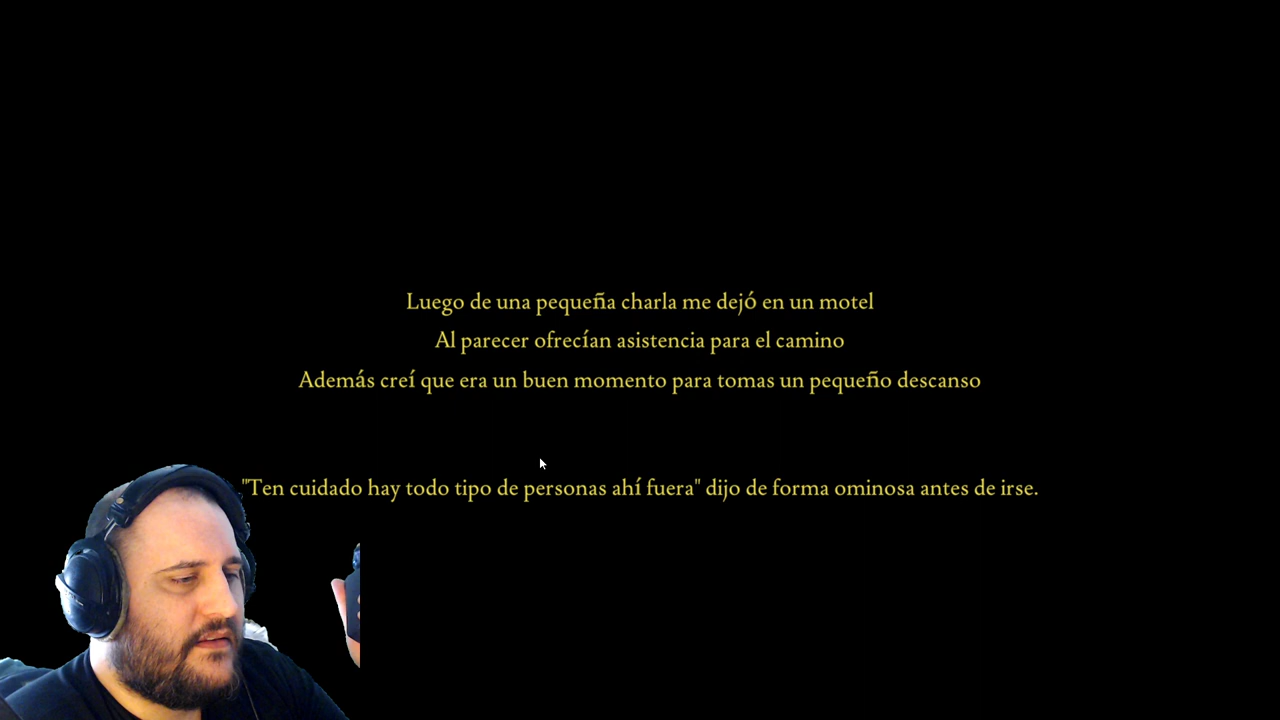 Luego de una pequeña charla me dejó en un motel
Al parecer ofrecían asistencia para el camino
Además creí que era un buen momento para tomas un pequeño descanso
"Ten cuidado hay todo tipo de personas ahí fuera" dijo de forma ominosa antes de irse.